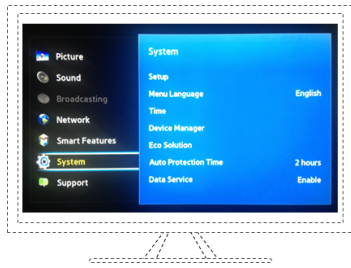 Picture
Sound
Broadcasting
Network
Smart Features
System
Support
System
Setup
Menu Language English
Time
Device Manager
Eco Solution
Auto Protection Time 2 hours
Data Service Enable